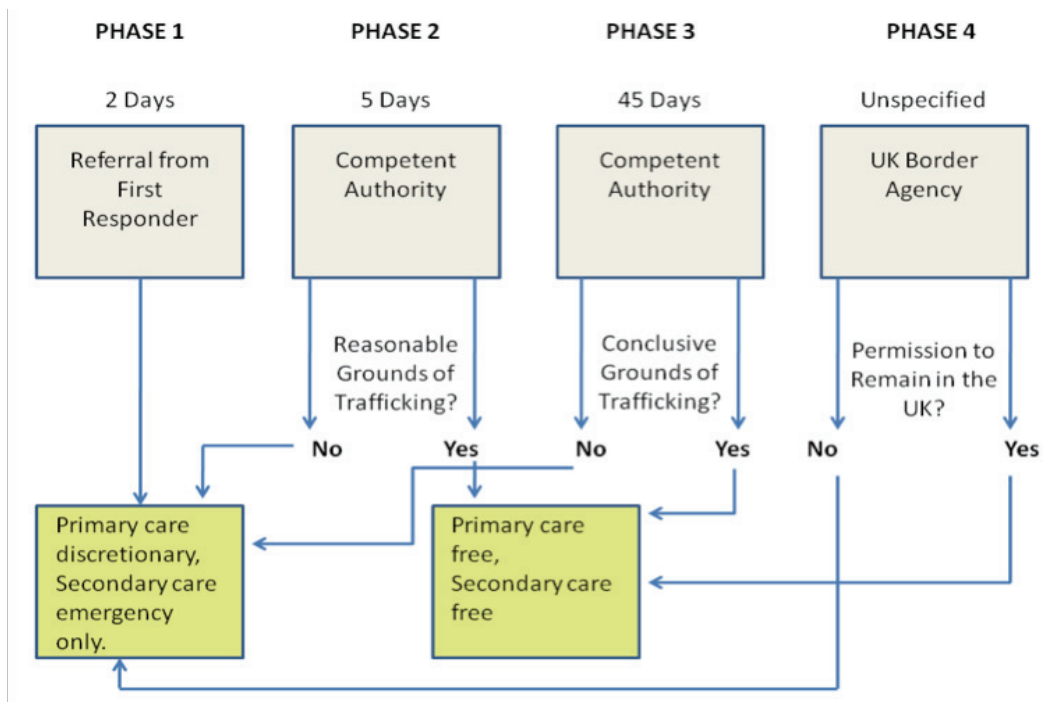 PHASE 1
PHASE 2
PHASE 3
PHASE 4
2 Days
5 Days
45 Days
Unspecified
Referral from
First
Responder
Competent
Authority
Competent
Authority
UK Border
Agency
Reasonable
Grounds of
Trafficking?
Conclusive
Grounds of
Trafficking?
Permission to
Remain in the
UK?
No
Yes
No
Yes
No
Yes
Primary care
discretionary,
Secondary care
emergency
only.
Primary care
free,
Secondary care
free